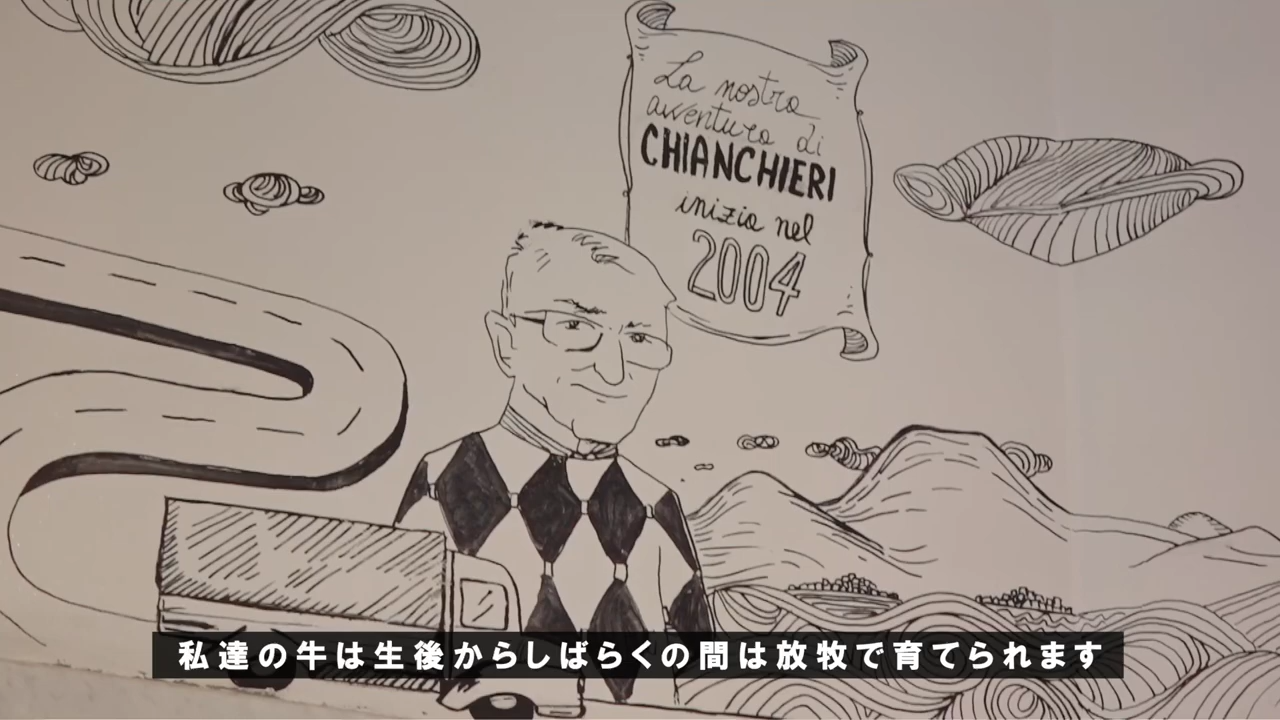 La nostra
avventura di
CHIANCHIERI
inizia nel
2004
私達の牛は生後からしばらくの間は放牧で育てられます